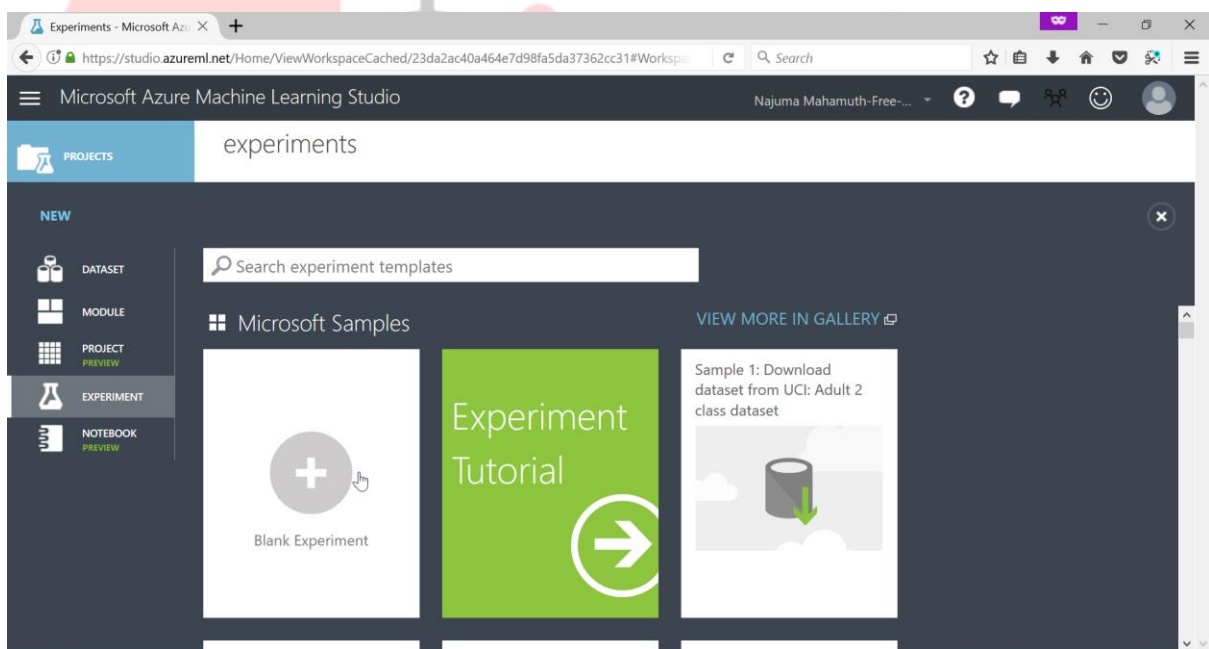 Experiments - Microsoft Azu
https://studio.azureml.net/Home/ViewWorkspaceCached/23da2ac40a464e7d98fa5da37362cc31#Workspa
Search
Microsoft Azure Machine Learning Studio
Najuma Mahamuth-Free-...
PROJECTS
experiments
NEW
DATASET
MODULE
PROJECT
PREVIEW
EXPERIMENT
NOTEBOOK
PREVIEW
Search experiment templates
Microsoft Samples
VIEW MORE IN GALLERY
Blank Experiment
Experiment
Tutorial
Sample 1: Download
dataset from UCI: Adult 2
class dataset